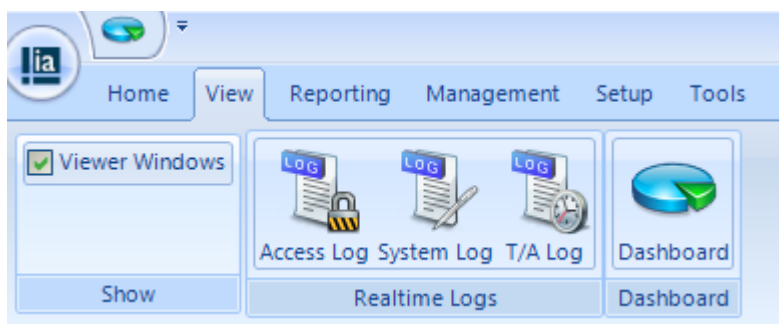 ia
Home View Reporting Management Setup Tools
Viewer Windows
LOG LOG LOG
Access Log System Log T/A Log Dashboard
Show Realtime Logs Dashboard